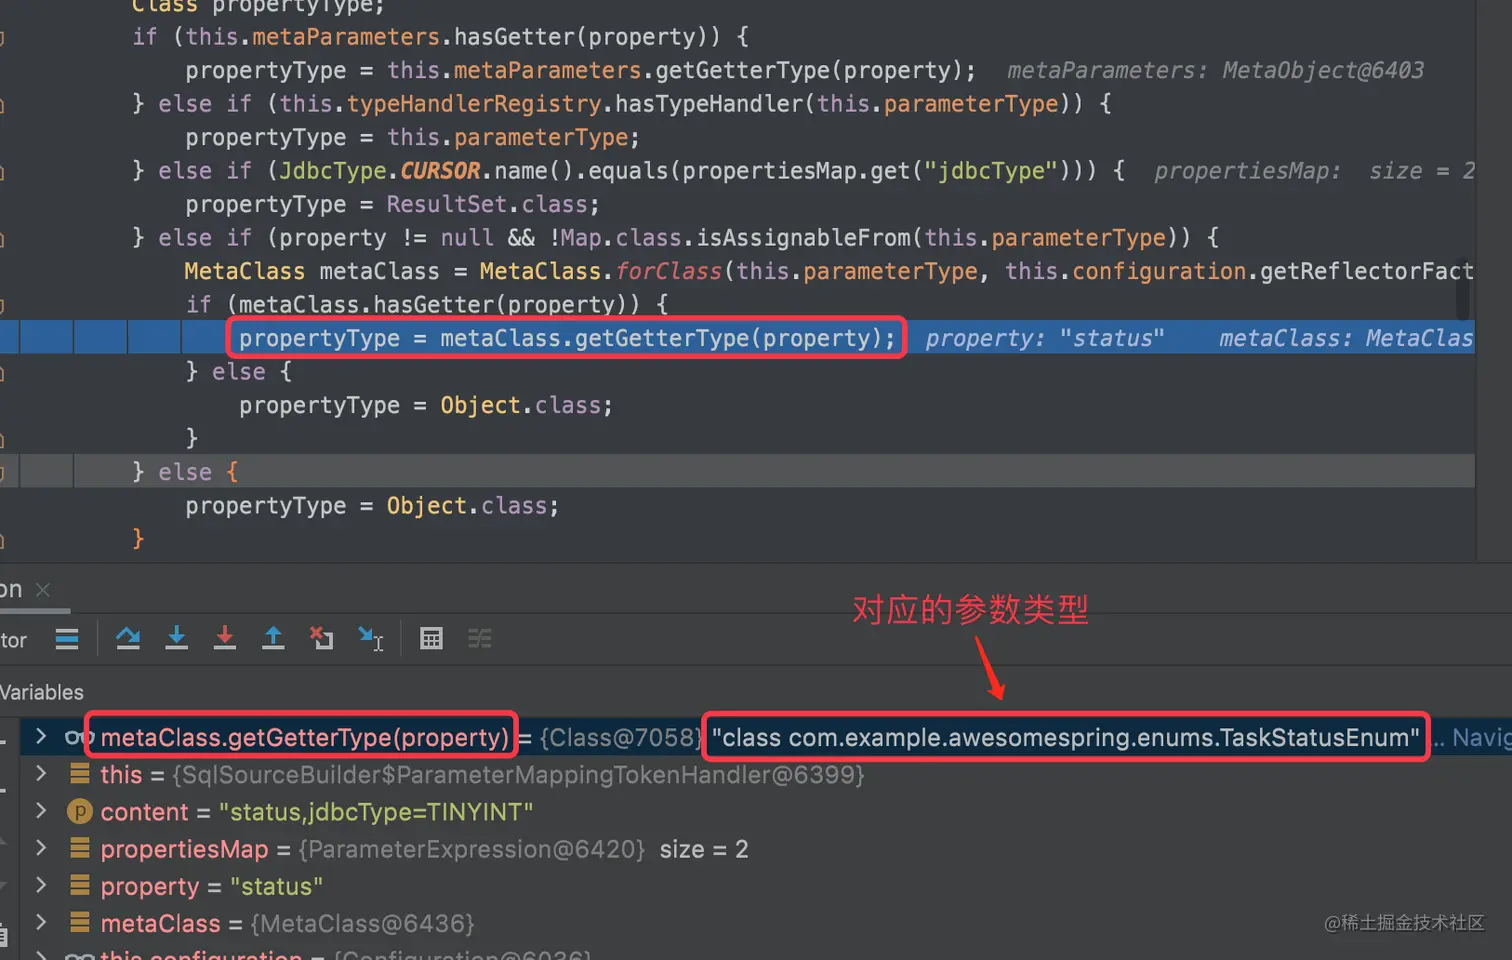 Class propertyType;
if (this.metaParameters.hasGetter(property)) {
propertyType = this.metaParameters.getGetterType(property);  metaParameters: MetaObject@6403
} else if (this.typeHandlerRegistry.hasTypeHandler(this.parameterType)) {
propertyType = this.parameterType;
} else if (JdbcType.CURSOR.name().equals(propertiesMap.get("jdbcType"))) {  propertiesMap:  size = 2
propertyType = ResultSet.class;
} else if (property != null && !Map.class.isAssignableFrom(this.parameterType)) {
MetaClass metaClass = MetaClass.forClass(this.parameterType, this.configuration.getReflectorFact
if (metaClass.hasGetter(property)) {
propertyType = metaClass.getGetterType(property);  property: "status"  metaClass: MetaClas
} else {
propertyType = Object.class;
}
} else {
propertyType = Object.class;
}
on
对应的参数类型
tor
Variables
metaClass.getGetterType(property) = {Class@7058} "class com.example.awesomespring.enums.TaskStatusEnum" ... Navig
this = {SqlSourceBuilder$ParameterMappingTokenHandler@6399}
p content = "status,jdbcType=TINYINT"
propertiesMap = {ParameterExpression@6420} size = 2
property = "status"
metaClass = {MetaClass@6436}
@稀土掘金技术社区
this.configuration = {Configuration@6036}